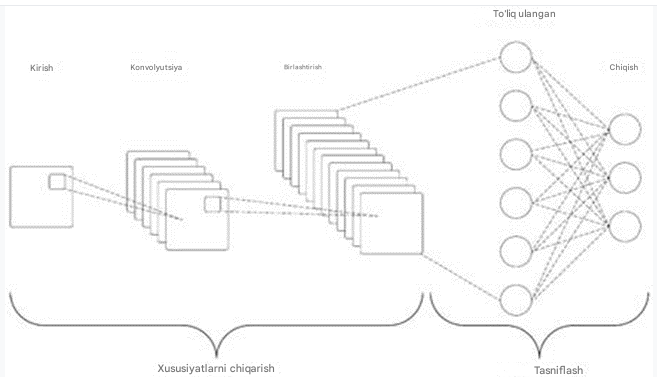 To'liq ulangan
Kirish
Konvolyutsiya
Birlashtirish
Chiqish
Xususiyatlarni chiqarish
Tasniflash